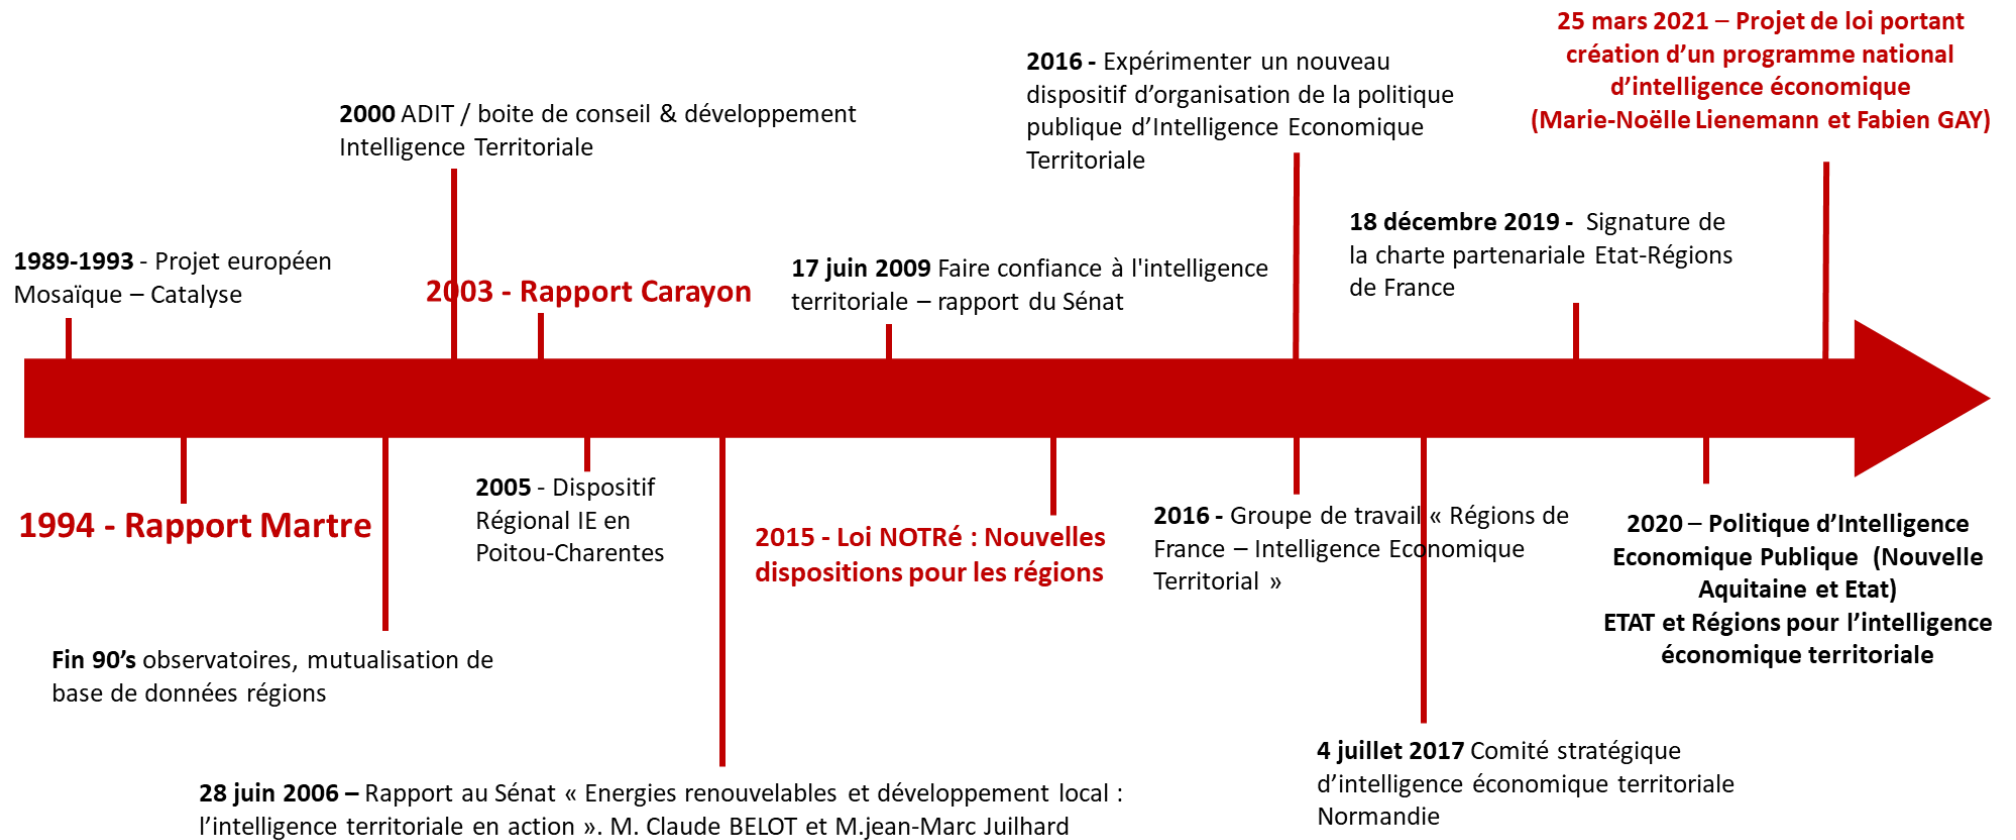 25 mars 2021 – Projet de loi portant
création d’un programme national
d’intelligence économique
(Marie-Noëlle Lienemann et Fabien GAY)
2016 - Expérimenter un nouveau
dispositif d’organisation de la politique
publique d’Intelligence Economique
Territoriale
2000 ADIT / boite de conseil & développement
Intelligence Territoriale
18 décembre 2019 - Signature de
la charte partenariale Etat-Régions
de France
1989-1993 - Projet européen
Mosaïque – Catalyse
2003 - Rapport Carayon
17 juin 2009 Faire confiance à l'intelligence
territoriale – rapport du Sénat
1994 - Rapport Martre
2005 - Dispositif
Régional IE en
Poitou-Charentes
2015 - Loi NOTRé : Nouvelles
dispositions pour les régions
2016 - Groupe de travail « Régions de
France – Intelligence Economique
Territorial »
2020 – Politique d’Intelligence
Economique Publique (Nouvelle
Aquitaine et Etat)
ETAT et Régions pour l’intelligence
économique territoriale
Fin 90’s observatoires, mutualisation de
base de données régions
28 juin 2006 – Rapport au Sénat « Energies renouvelables et développement local :
l’intelligence territoriale en action ». M. Claude BELOT et M.jean-Marc Juilhard
4 juillet 2017 Comité stratégique
d’intelligence économique territoriale
Normandie